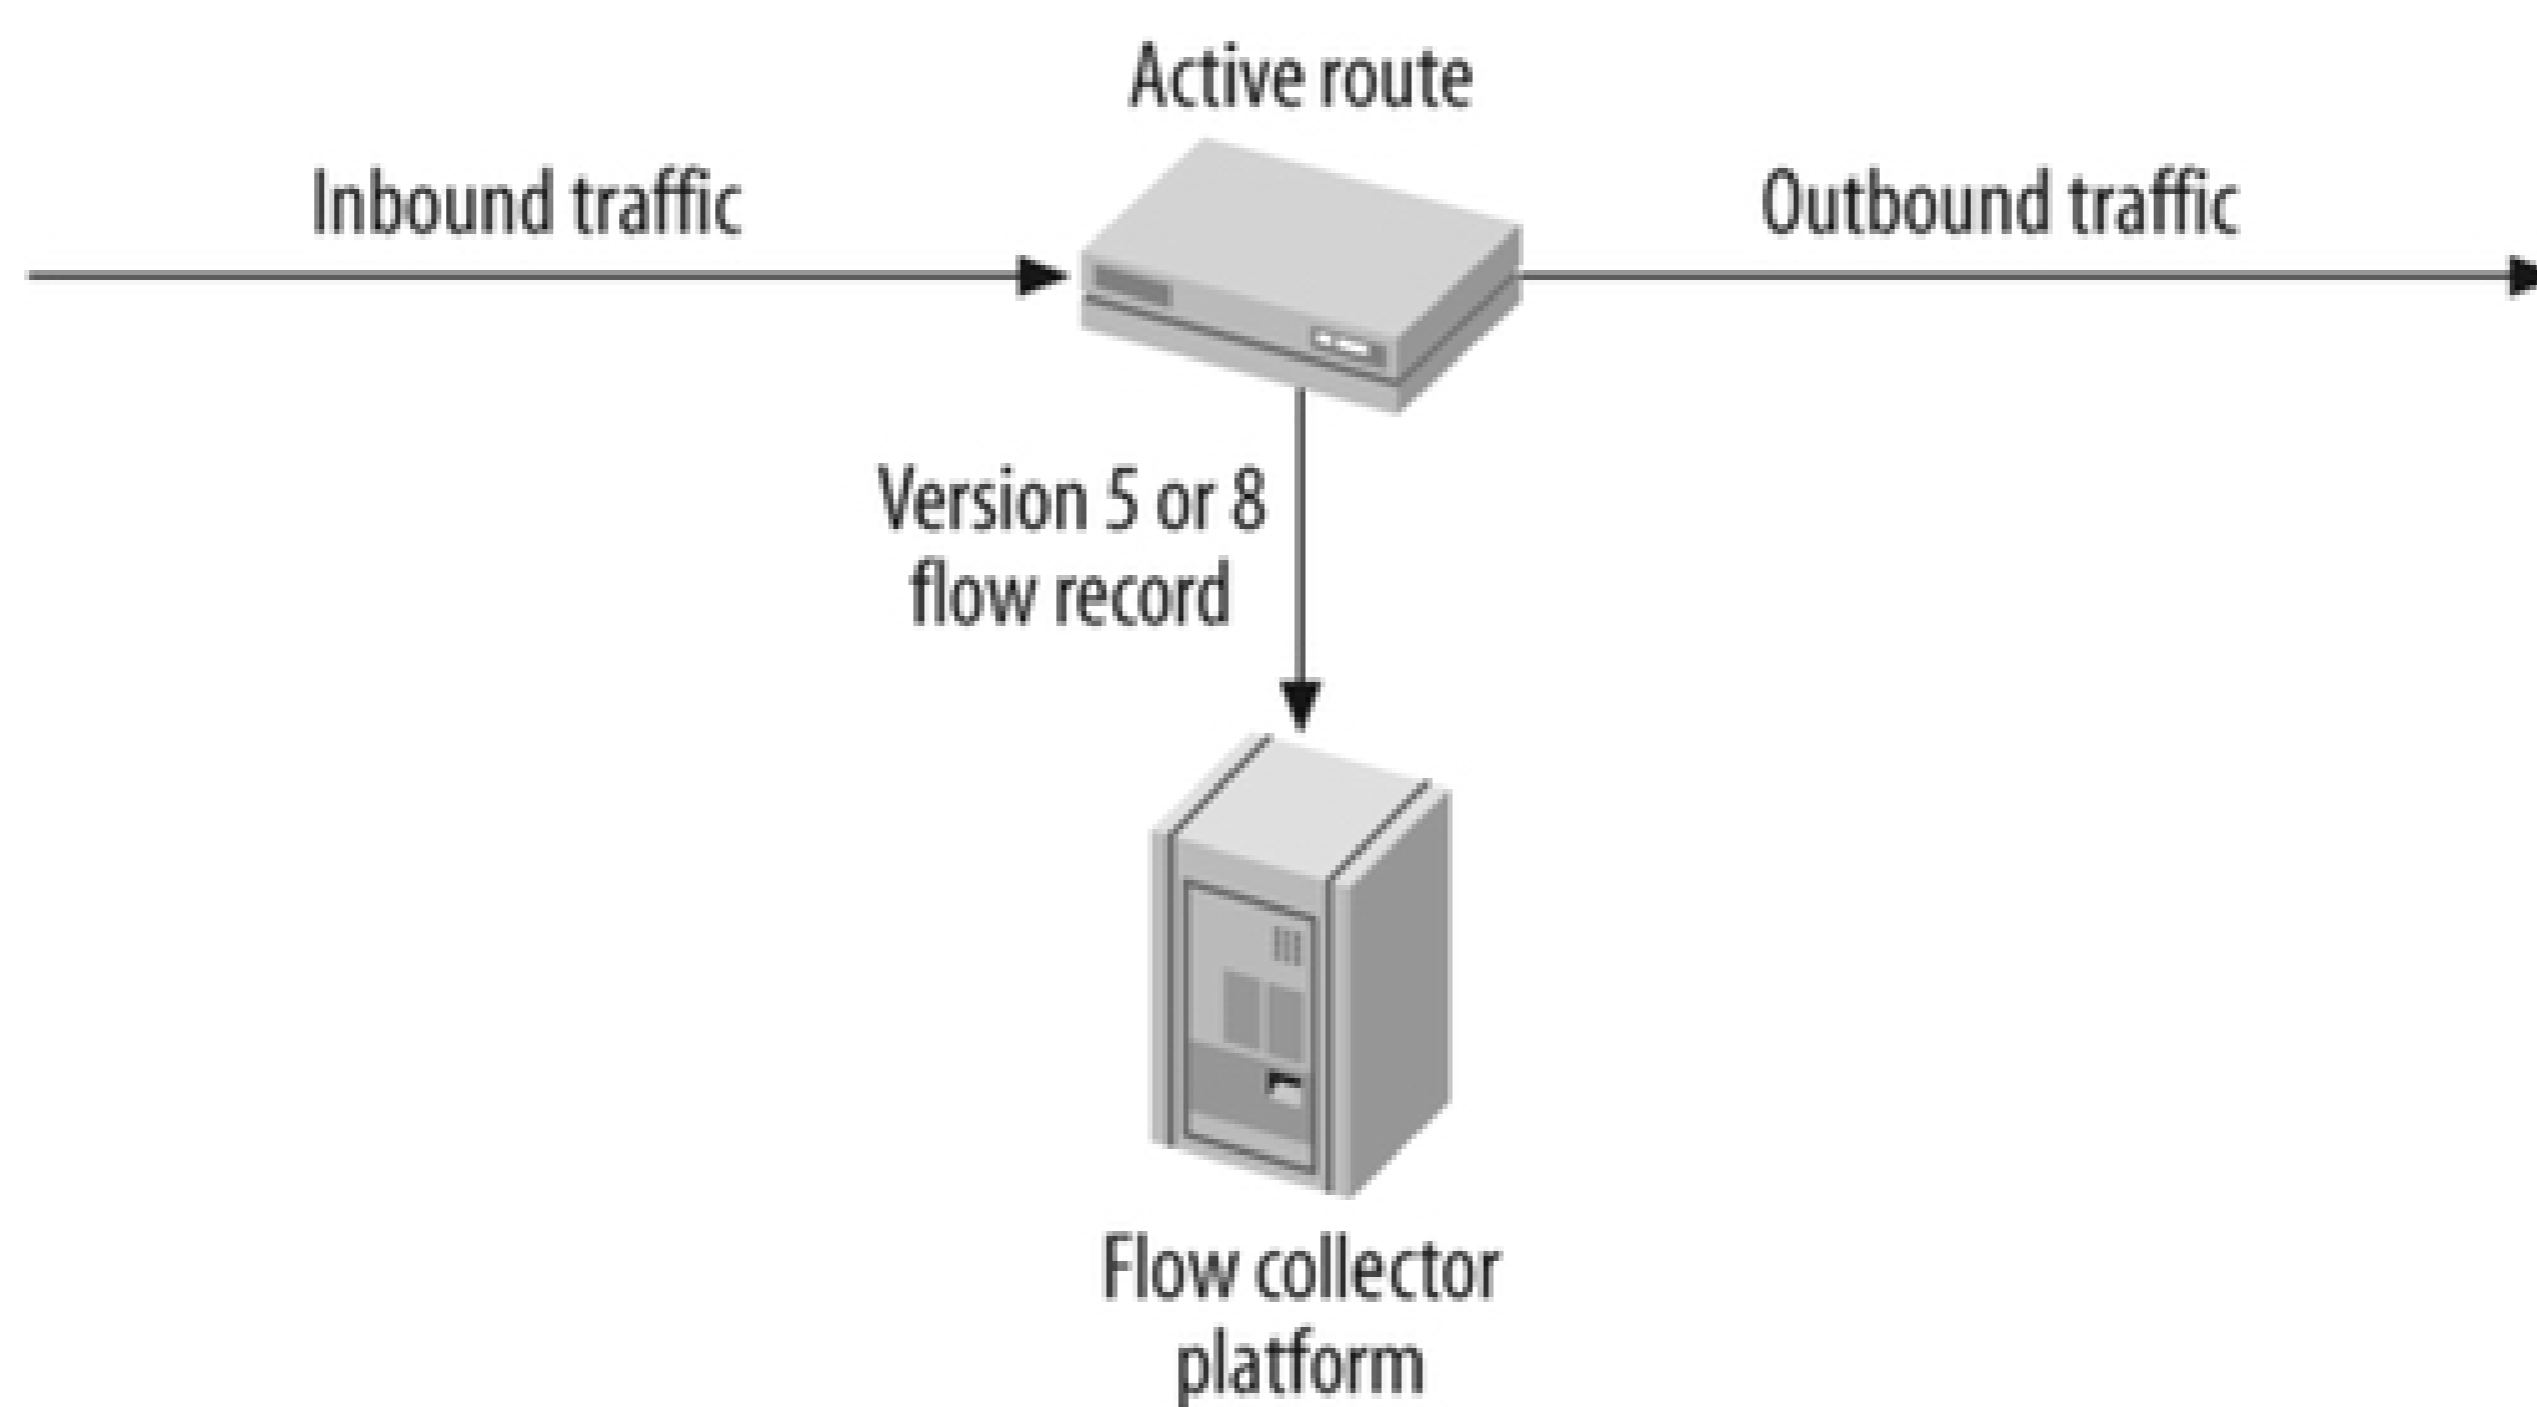 Active route
Inbound traffic
Outbound traffic
Version 5 or 8
flow record
Flow collector
platform